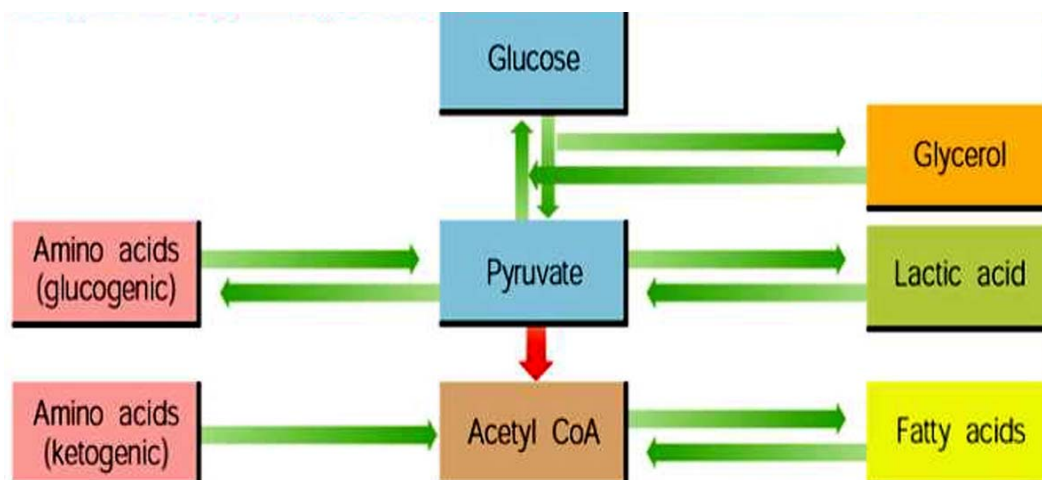 Glucose
Glycerol
Amino acids
(glucogenic)
Pyruvate
Lactic acid
Amino acids
(ketogenic)
Acetyl CoA
Fatty acids